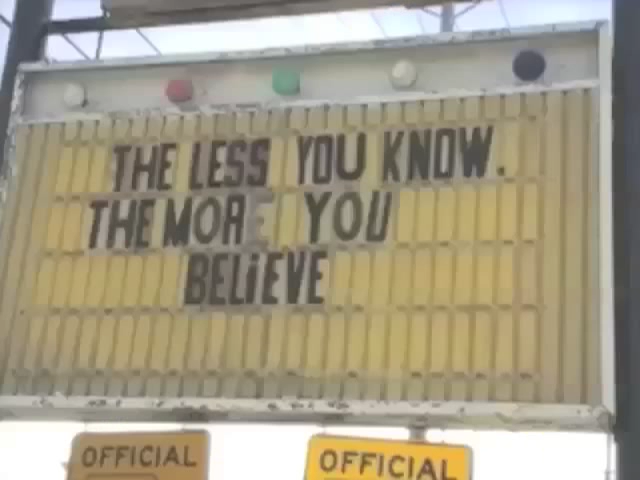 THE LESS YOU KNOW.
THE MORE YOU
BELiEVE
OFFICIAL
OFFICIAL